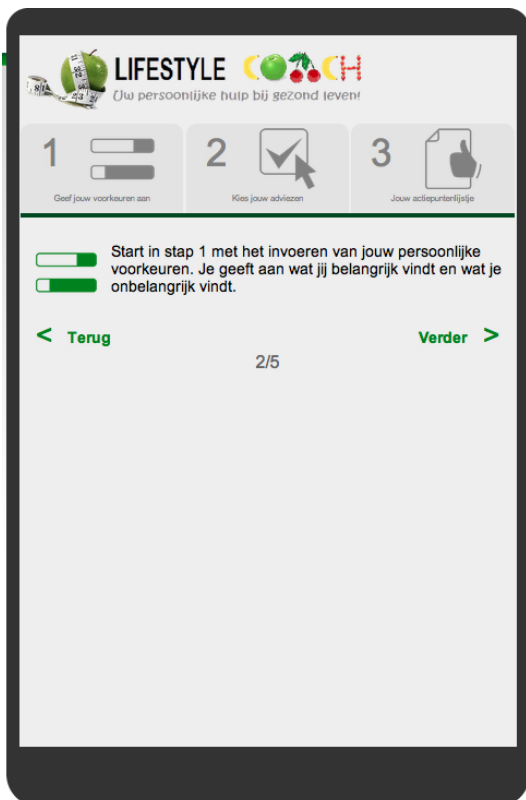 LIFESTYLE COACH
Uw persoonlijke hulp bij gezond leven!
1
2
3
Geef jouw voorkeuren aan
Kies jouw adviezen
Jouw actiepuntenlijstje
Start in stap 1 met het invoeren van jouw persoonlijke
voorkeuren. Je geeft aan wat jij belangrijk vindt en wat je
onbelangrijk vindt.
< Terug
Verder >
2/5